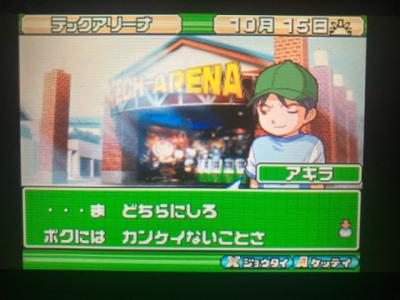 テックアリーナ
10月 15日
TECH-ARENA
アキラ
・・・ま どちらにしろ
ボクには カンケイないことさ
X ジョウタイ A ケッテイ